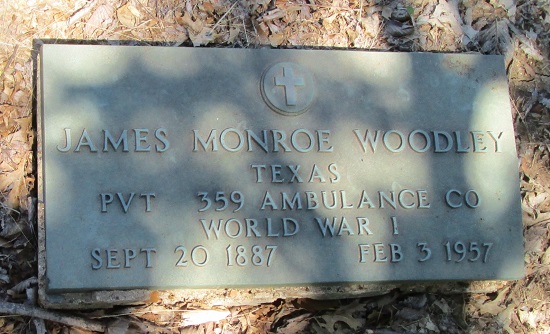 JAMES MONROE WOODLEY
TEXAS
PVT 359 AMBULANCE CO
WORLD WAR I
SEPT 20 1887 FEB 3 1957